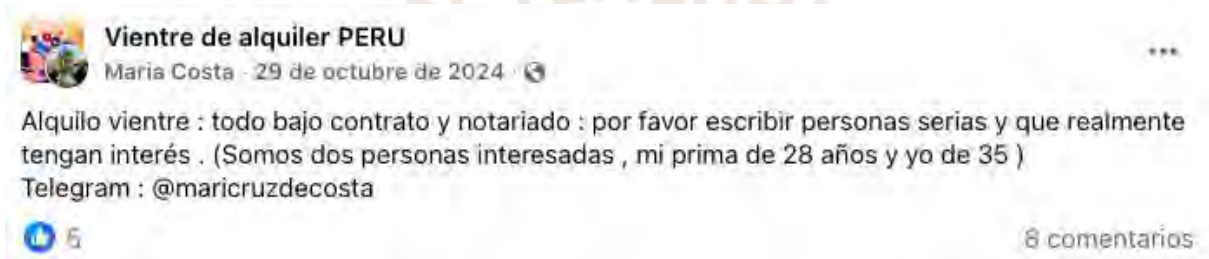 Vientre de alquiler PERU
Maria Costa · 29 de octubre de 2024 ·
Alquilo vientre : todo bajo contrato y notariado : por favor escribir personas serias y que realmente
tengan interés . (Somos dos personas interesadas , mi prima de 28 años y yo de 35 )
Telegram : @maricruzdecosta
8 comentarios